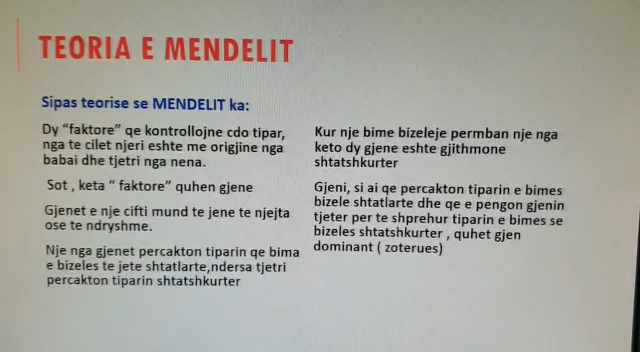 TEORIA E MENDELIT
Sipas teorise se MENDELIT ka:
Dy “faktore” qe kontrollojne cdo tipar,
nga te cilet njeri eshte me origjine nga
babai dhe tjetri nga nena.
Sot , keta “ faktore” quhen gjene
Gjenet e nje cifti mund te jene te njejta
ose te ndryshme.
Nje nga gjenet percakton tiparin qe bima
e bizeles te jete shtatlarte,ndersa tjetri
percakton tiparin shtatshkurter
Kur nje bime bizeleje permban nje nga
keto dy gjene eshte gjithmone
shtatshkurter
Gjeni, si ai qe percakton tiparin e bimes
bizele shtatlarte dhe qe e pengon gjenin
tjeter per te shprehur tiparin e bimes se
bizeles shtatshkurter , quhet gjen
dominant ( zoterues)